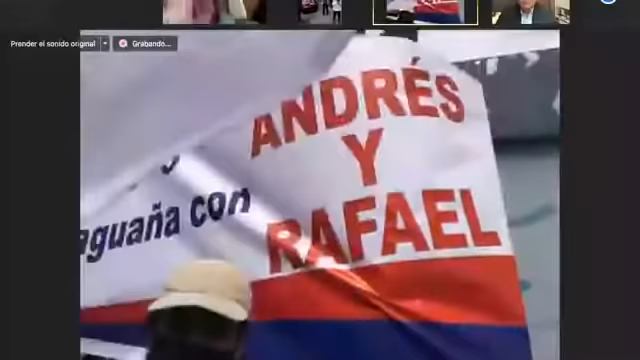 Prender el sonido original
Grabando...
ANDRÉS
Y
RAFAEL
aguaña con